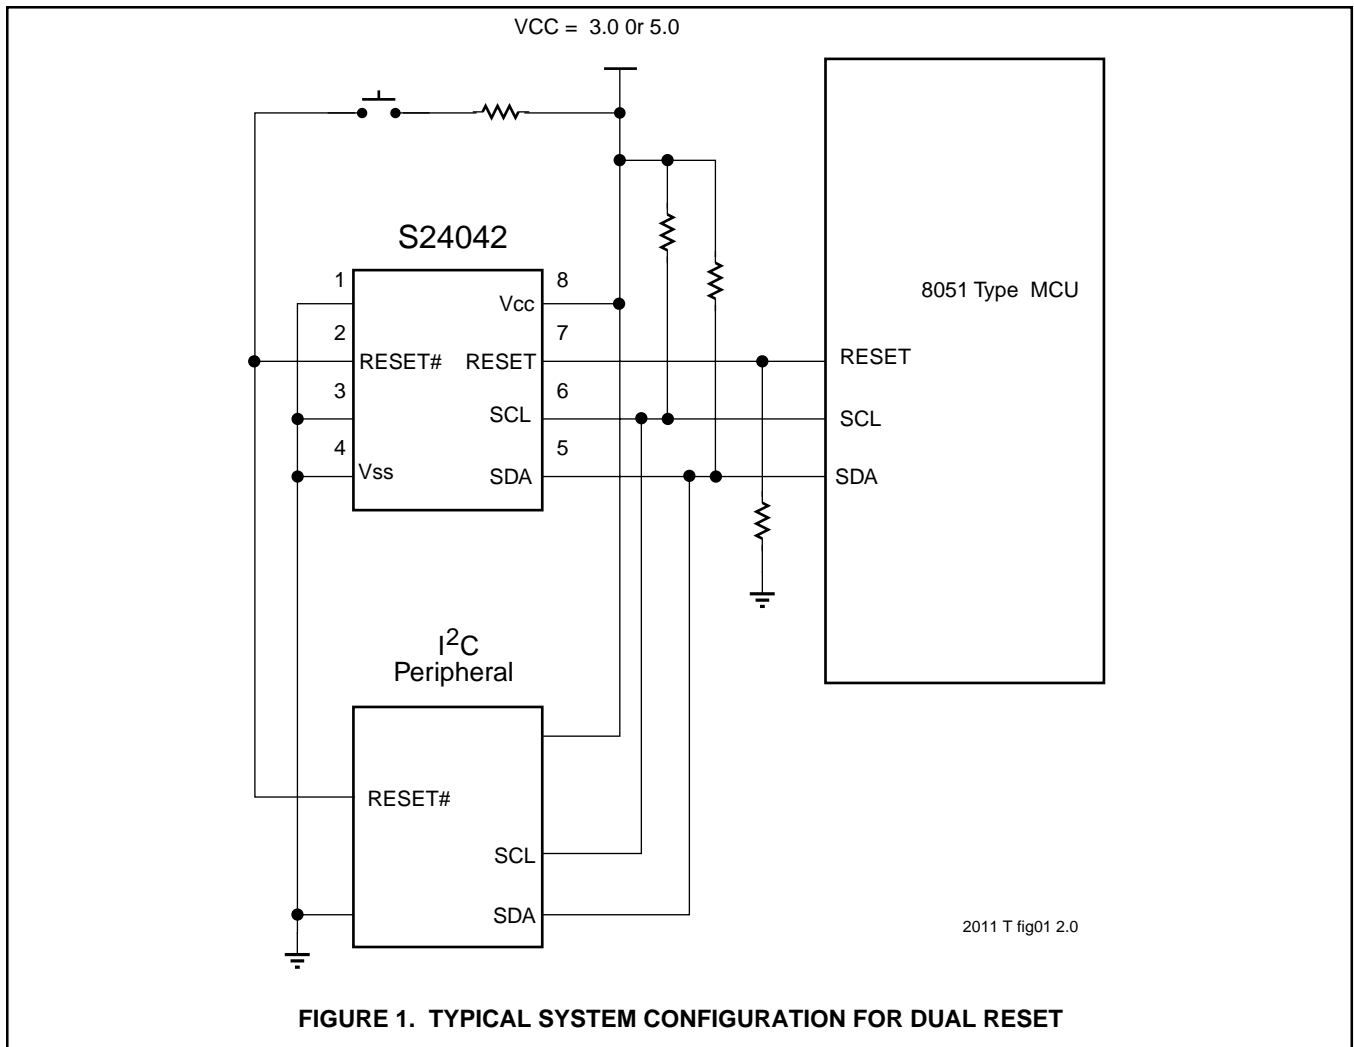 VCC = 3.0 0r 5.0
S24042
1
8
Vcc
2
7
RESET#
RESET
3
6
SCL
4
5
Vss
SDA
8051 Type MCU
RESET
SCL
SDA
I²C
Peripheral
RESET#
SCL
SDA
2011 T fig01 2.0
FIGURE 1. TYPICAL SYSTEM CONFIGURATION FOR DUAL RESET